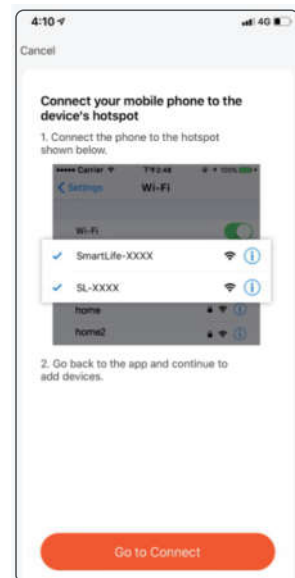 4:10
4G
Cancel
Connect your mobile phone to the
device's hotspot
1. Connect the phone to the hotspot
shown below.
Carrier
100%
Settings Wi-Fi
Wi-Fi
SmartLife-XXXX
SL-XXXX
home
home2
2. Go back to the app and continue to
add devices.
Go to Connect